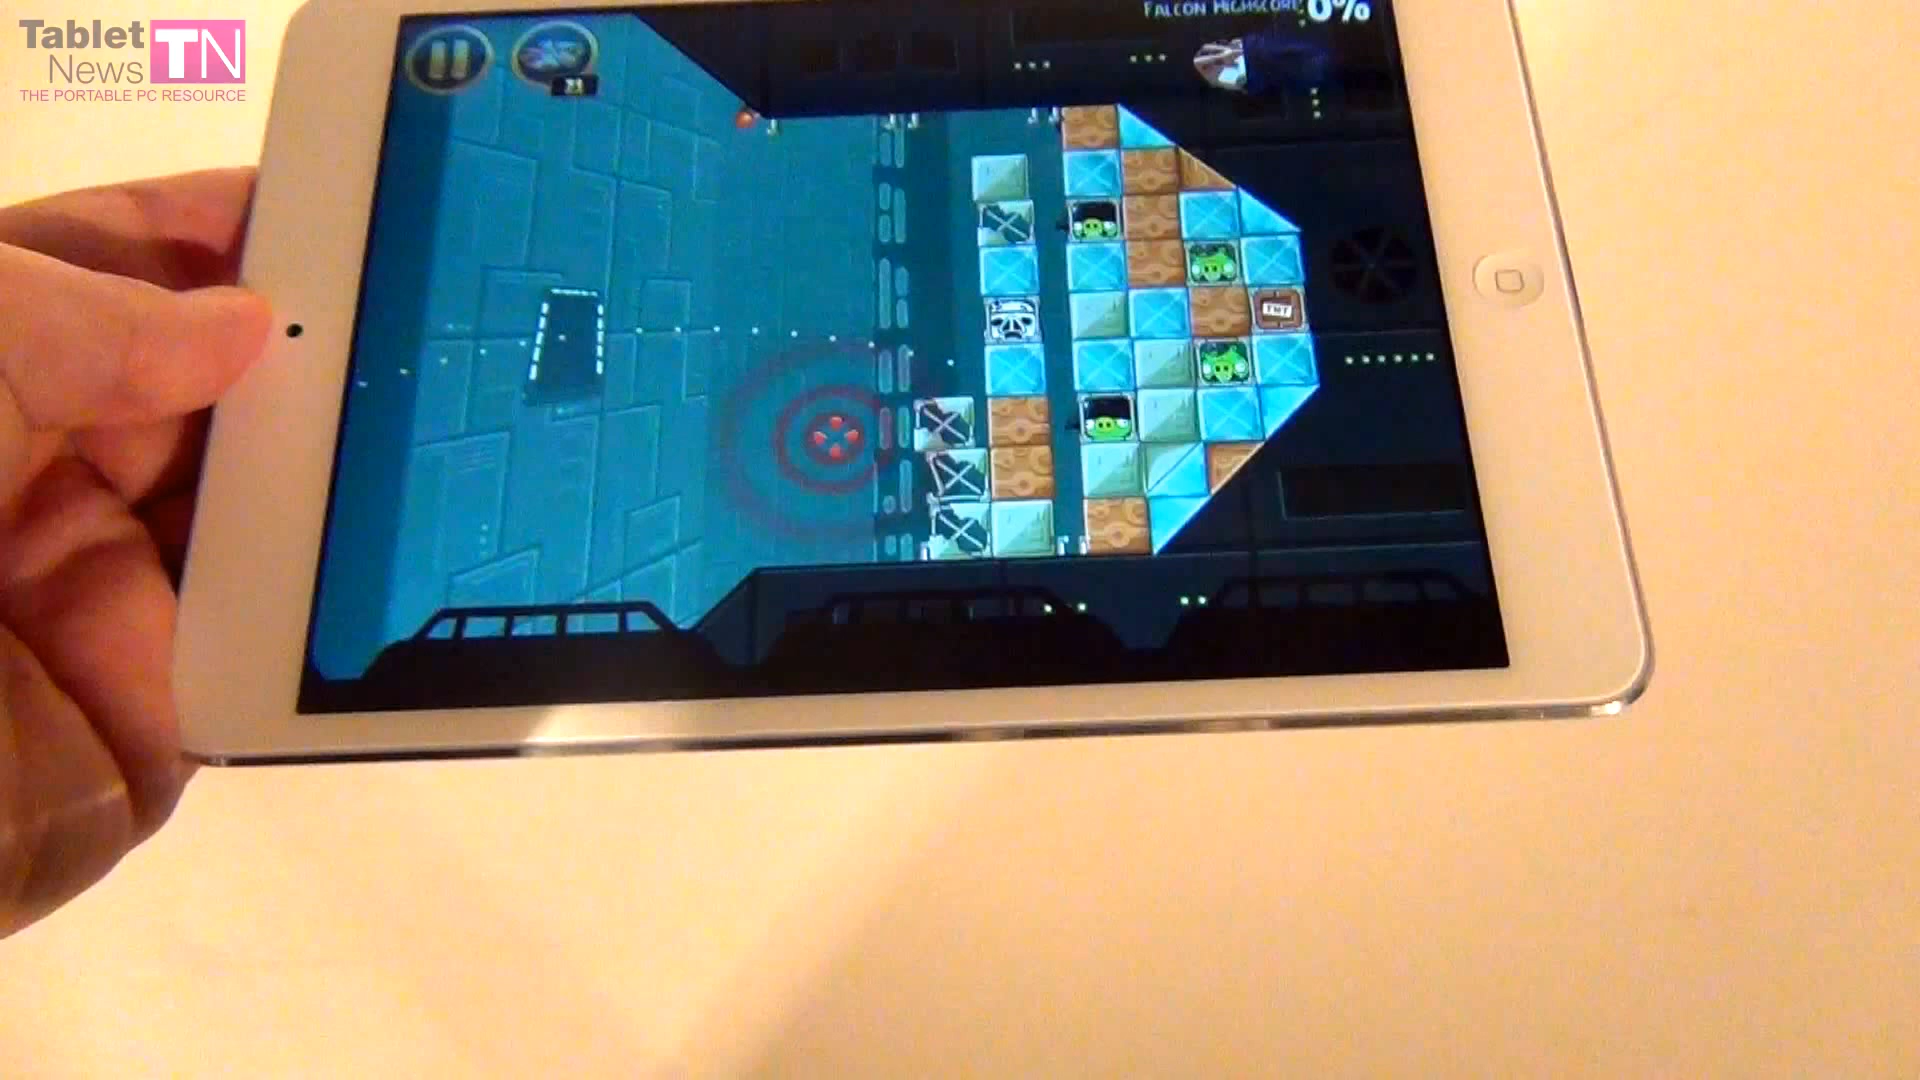 Tablet
News TN
THE PORTABLE PC RESOURCE
FALCON HIGHSCORE: 0%
TNT